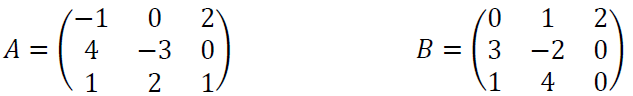 A = (−1 0 2
4 −3 0
1 2 1)
B = (0 1 2
3 −2 0
1 4 0)